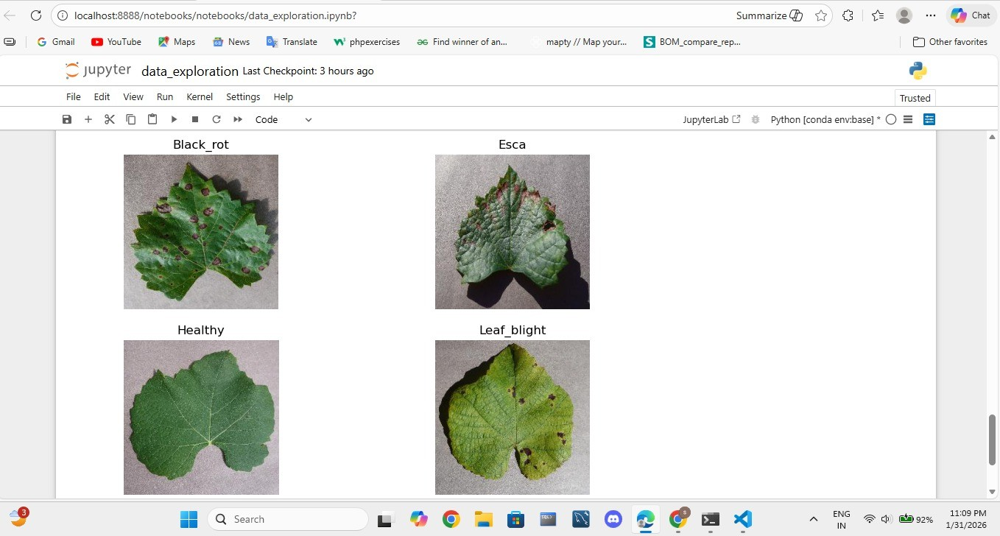 localhost:8888/notebooks/notebooks/data_exploration.ipynb?
Summarize
Chat
Gmail
YouTube
Maps
News
Translate
phpexercises
Find winner of an...
mapty // Map your...
BOM_compare_rep...
Other favorites
jupyter data_exploration Last Checkpoint: 3 hours ago
File Edit View Run Kernel Settings Help
Trusted
Code
JupyterLab
Python [conda env:base] *
Black_rot
Esca
Healthy
Leaf_blight
3
Search
SQL
S
ENG
IN
92%
11:09 PM
1/31/2026